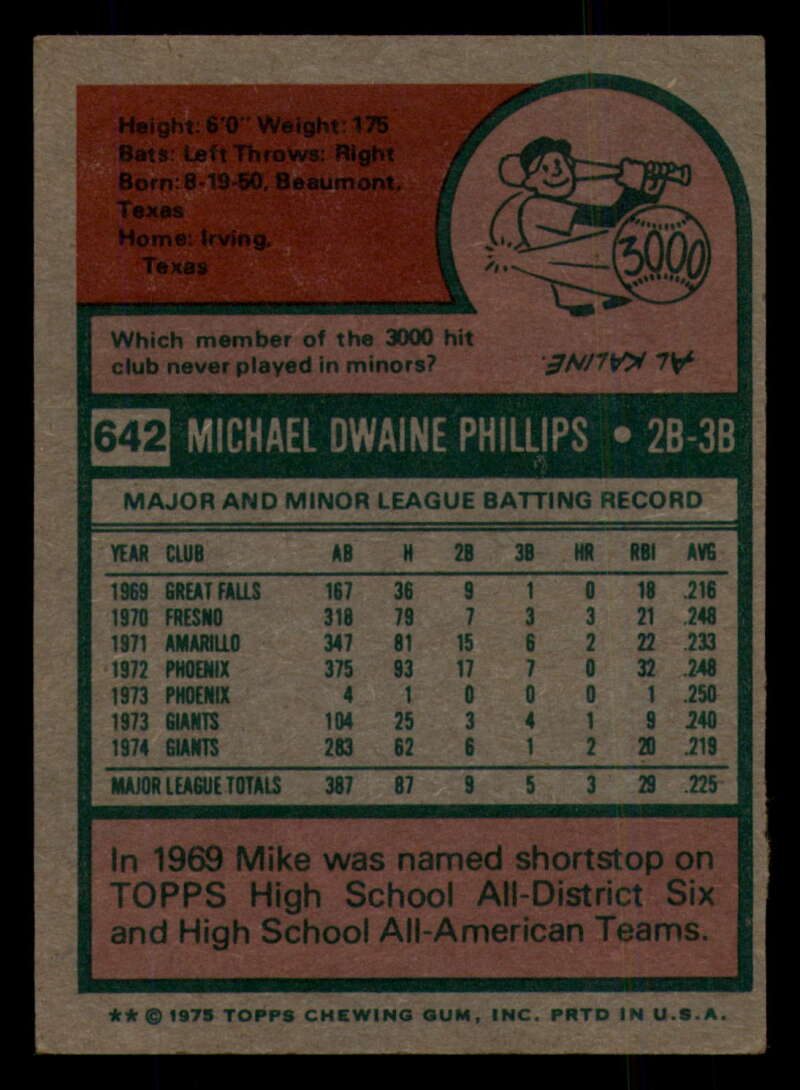 Height: 6'0" Weight: 175
Bats: Left Throws: Right
Born: 8-19-50, Beaumont,
Texas
Home: Irving,
Texas
3000
Which member of the 3000 hit
club never played in minors?
AL KALINE.
642 MICHAEL DWAINE PHILLIPS • 2B-3B
MAJOR AND MINOR LEAGUE BATTING RECORD
YEAR CLUB AB H 2B 3B HR RBI AVG
1969 GREAT FALLS 167 36 9 1 0 18 .216
1970 FRESNO 318 79 7 3 3 21 .248
1971 AMARILLO 347 81 15 6 2 22 .233
1972 PHOENIX 375 93 17 7 0 32 .248
1973 PHOENIX 4 1 0 0 0 1 .250
1973 GIANTS 104 25 3 4 1 9 .240
1974 GIANTS 283 62 6 1 2 20 .219
MAJOR LEAGUE TOTALS 387 87 9 5 3 29 .225
In 1969 Mike was named shortstop on
TOPPS High School All-District Six
and High School All-American Teams.
** © 1975 TOPPS CHEWING GUM, INC. PRTD IN U.S.A.